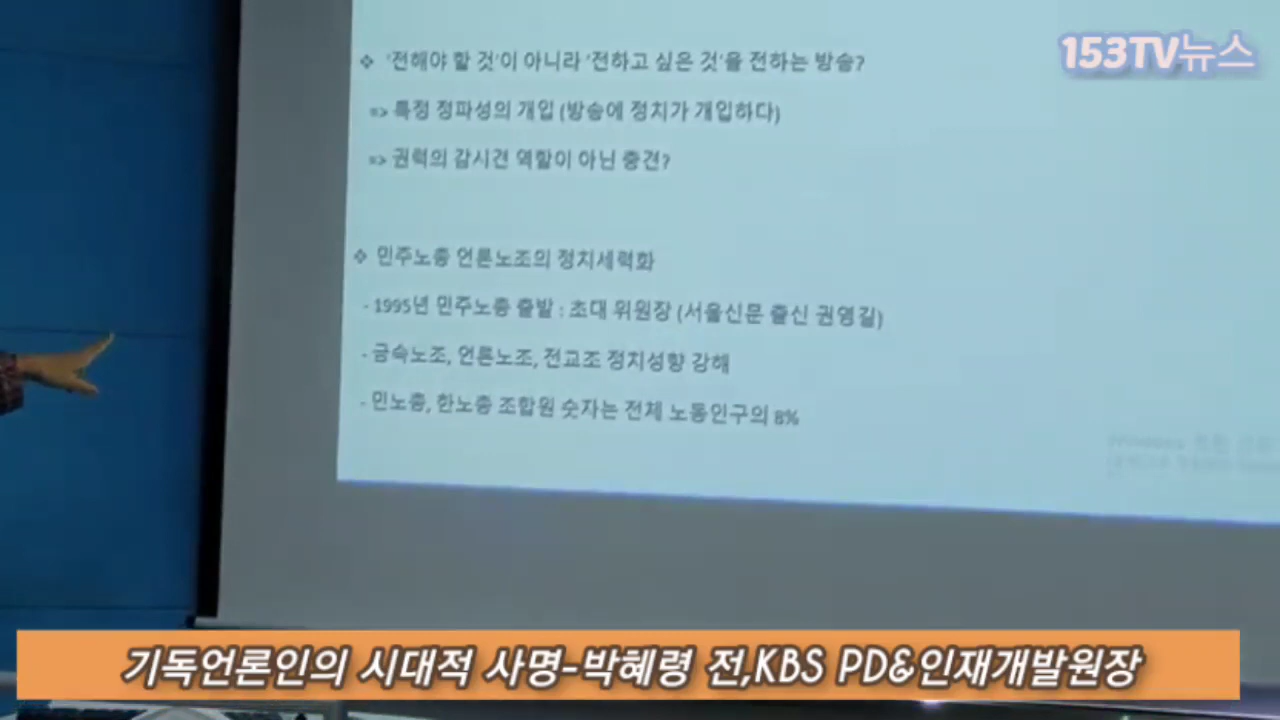 153TV뉴스
❖ '전해야 할 것'이 아니라 '전하고 싶은 것'을 전하는 방송?
=> 특정 정파성의 개입 (방송에 정치가 개입하다)
=> 권력의 감시견 역할이 아닌 충견?
❖ 민주노총 언론노조의 정치세력화
- 1995년 민주노총 출발 : 초대 위원장 (서울신문 출신 권영길)
- 금속노조, 언론노조, 전교조 정치성향 강해
- 민노총, 한노총 조합원 숫자는 전체 노동인구의 8%
기독언론인의 시대적 사명-박혜령 전,KBS PD&인재개발원장